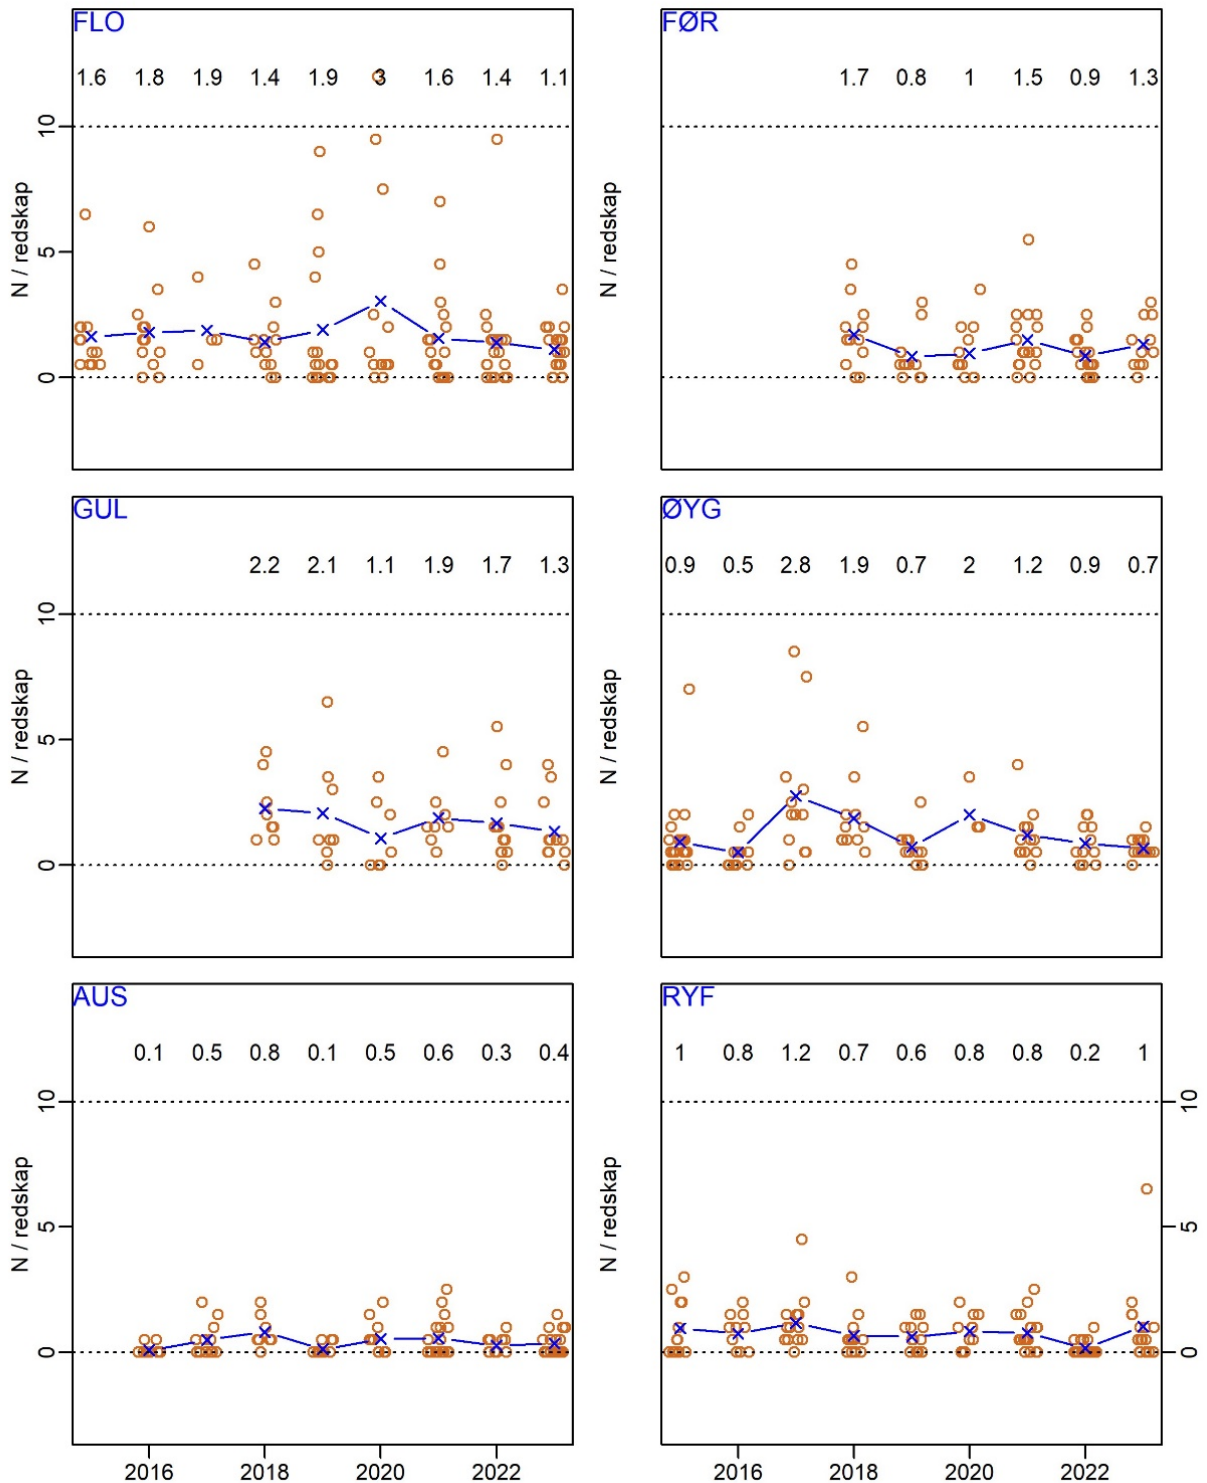 FLO
1.6 1.8 1.9 1.4 1.9 3 1.6 1.4 1.1
N / redskap
10
5
0
FØR
1.7 0.8 1 1.5 0.9 1.3
N / redskap
GUL
2.2 2.1 1.1 1.9 1.7 1.3
N / redskap
10
5
0
ØYG
0.9 0.5 2.8 1.9 0.7 2 1.2 0.9 0.7
N / redskap
AUS
0.1 0.5 0.8 0.1 0.5 0.6 0.3 0.4
N / redskap
10
5
0
2016 2018 2020 2022
RYF
1 0.8 1.2 0.7 0.6 0.8 0.8 0.2 1
N / redskap
10
5
0
2016 2018 2020 2022